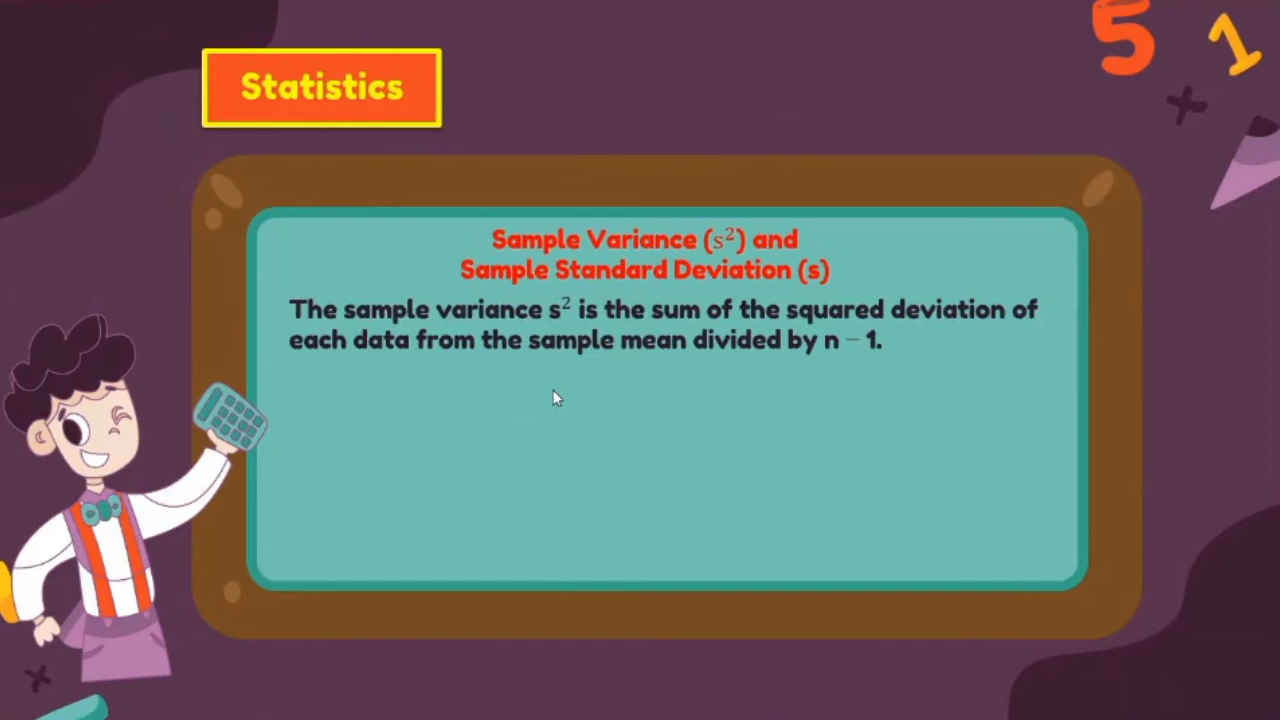 5 1
Statistics
Sample Variance (s²) and
Sample Standard Deviation (s)
The sample variance s² is the sum of the squared deviation of
each data from the sample mean divided by n − 1.